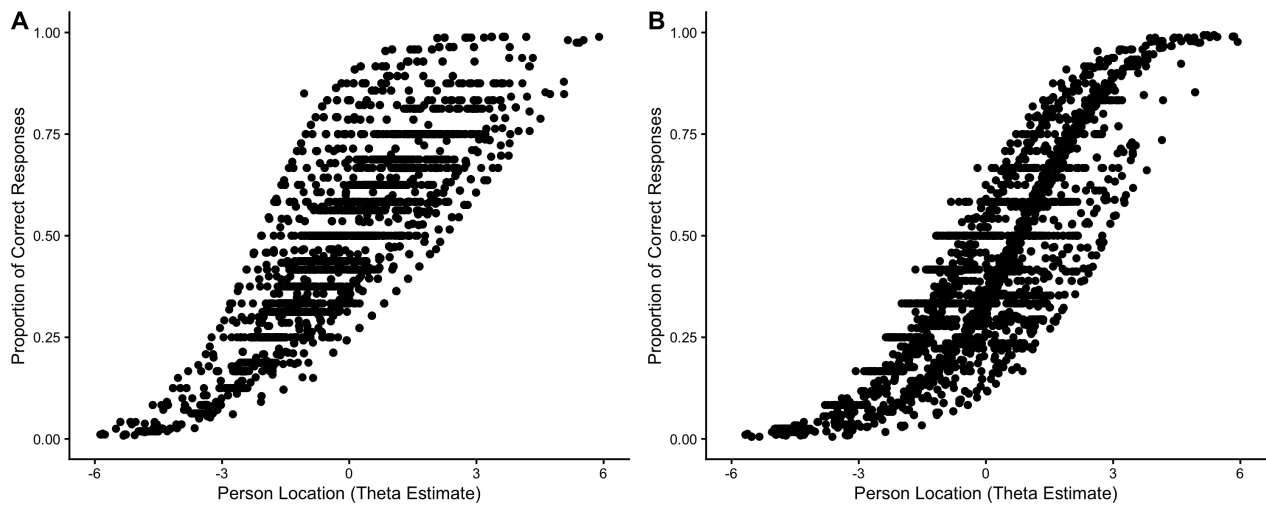 A
Proportion of Correct Responses
1.00
0.75
0.50
0.25
0.00
-6 -3 0 3 6
Person Location (Theta Estimate)
B
Proportion of Correct Responses
1.00
0.75
0.50
0.25
0.00
-6 -3 0 3 6
Person Location (Theta Estimate)